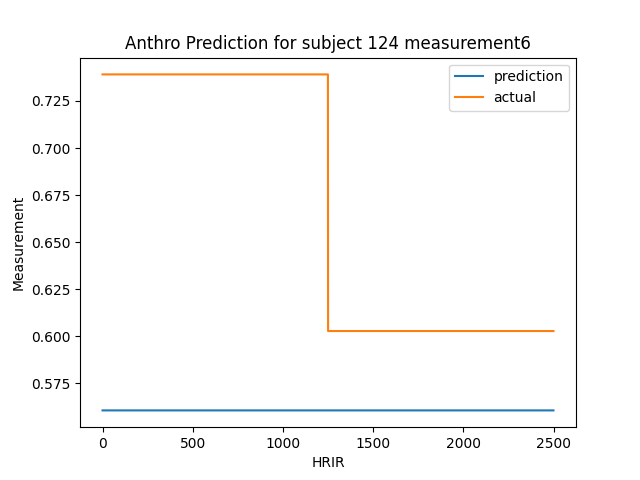 Anthro Prediction for subject 124 measurement6
prediction
actual
Measurement
0.725
0.700
0.675
0.650
0.625
0.600
0.575
0
500
1000
1500
2000
2500
HRIR